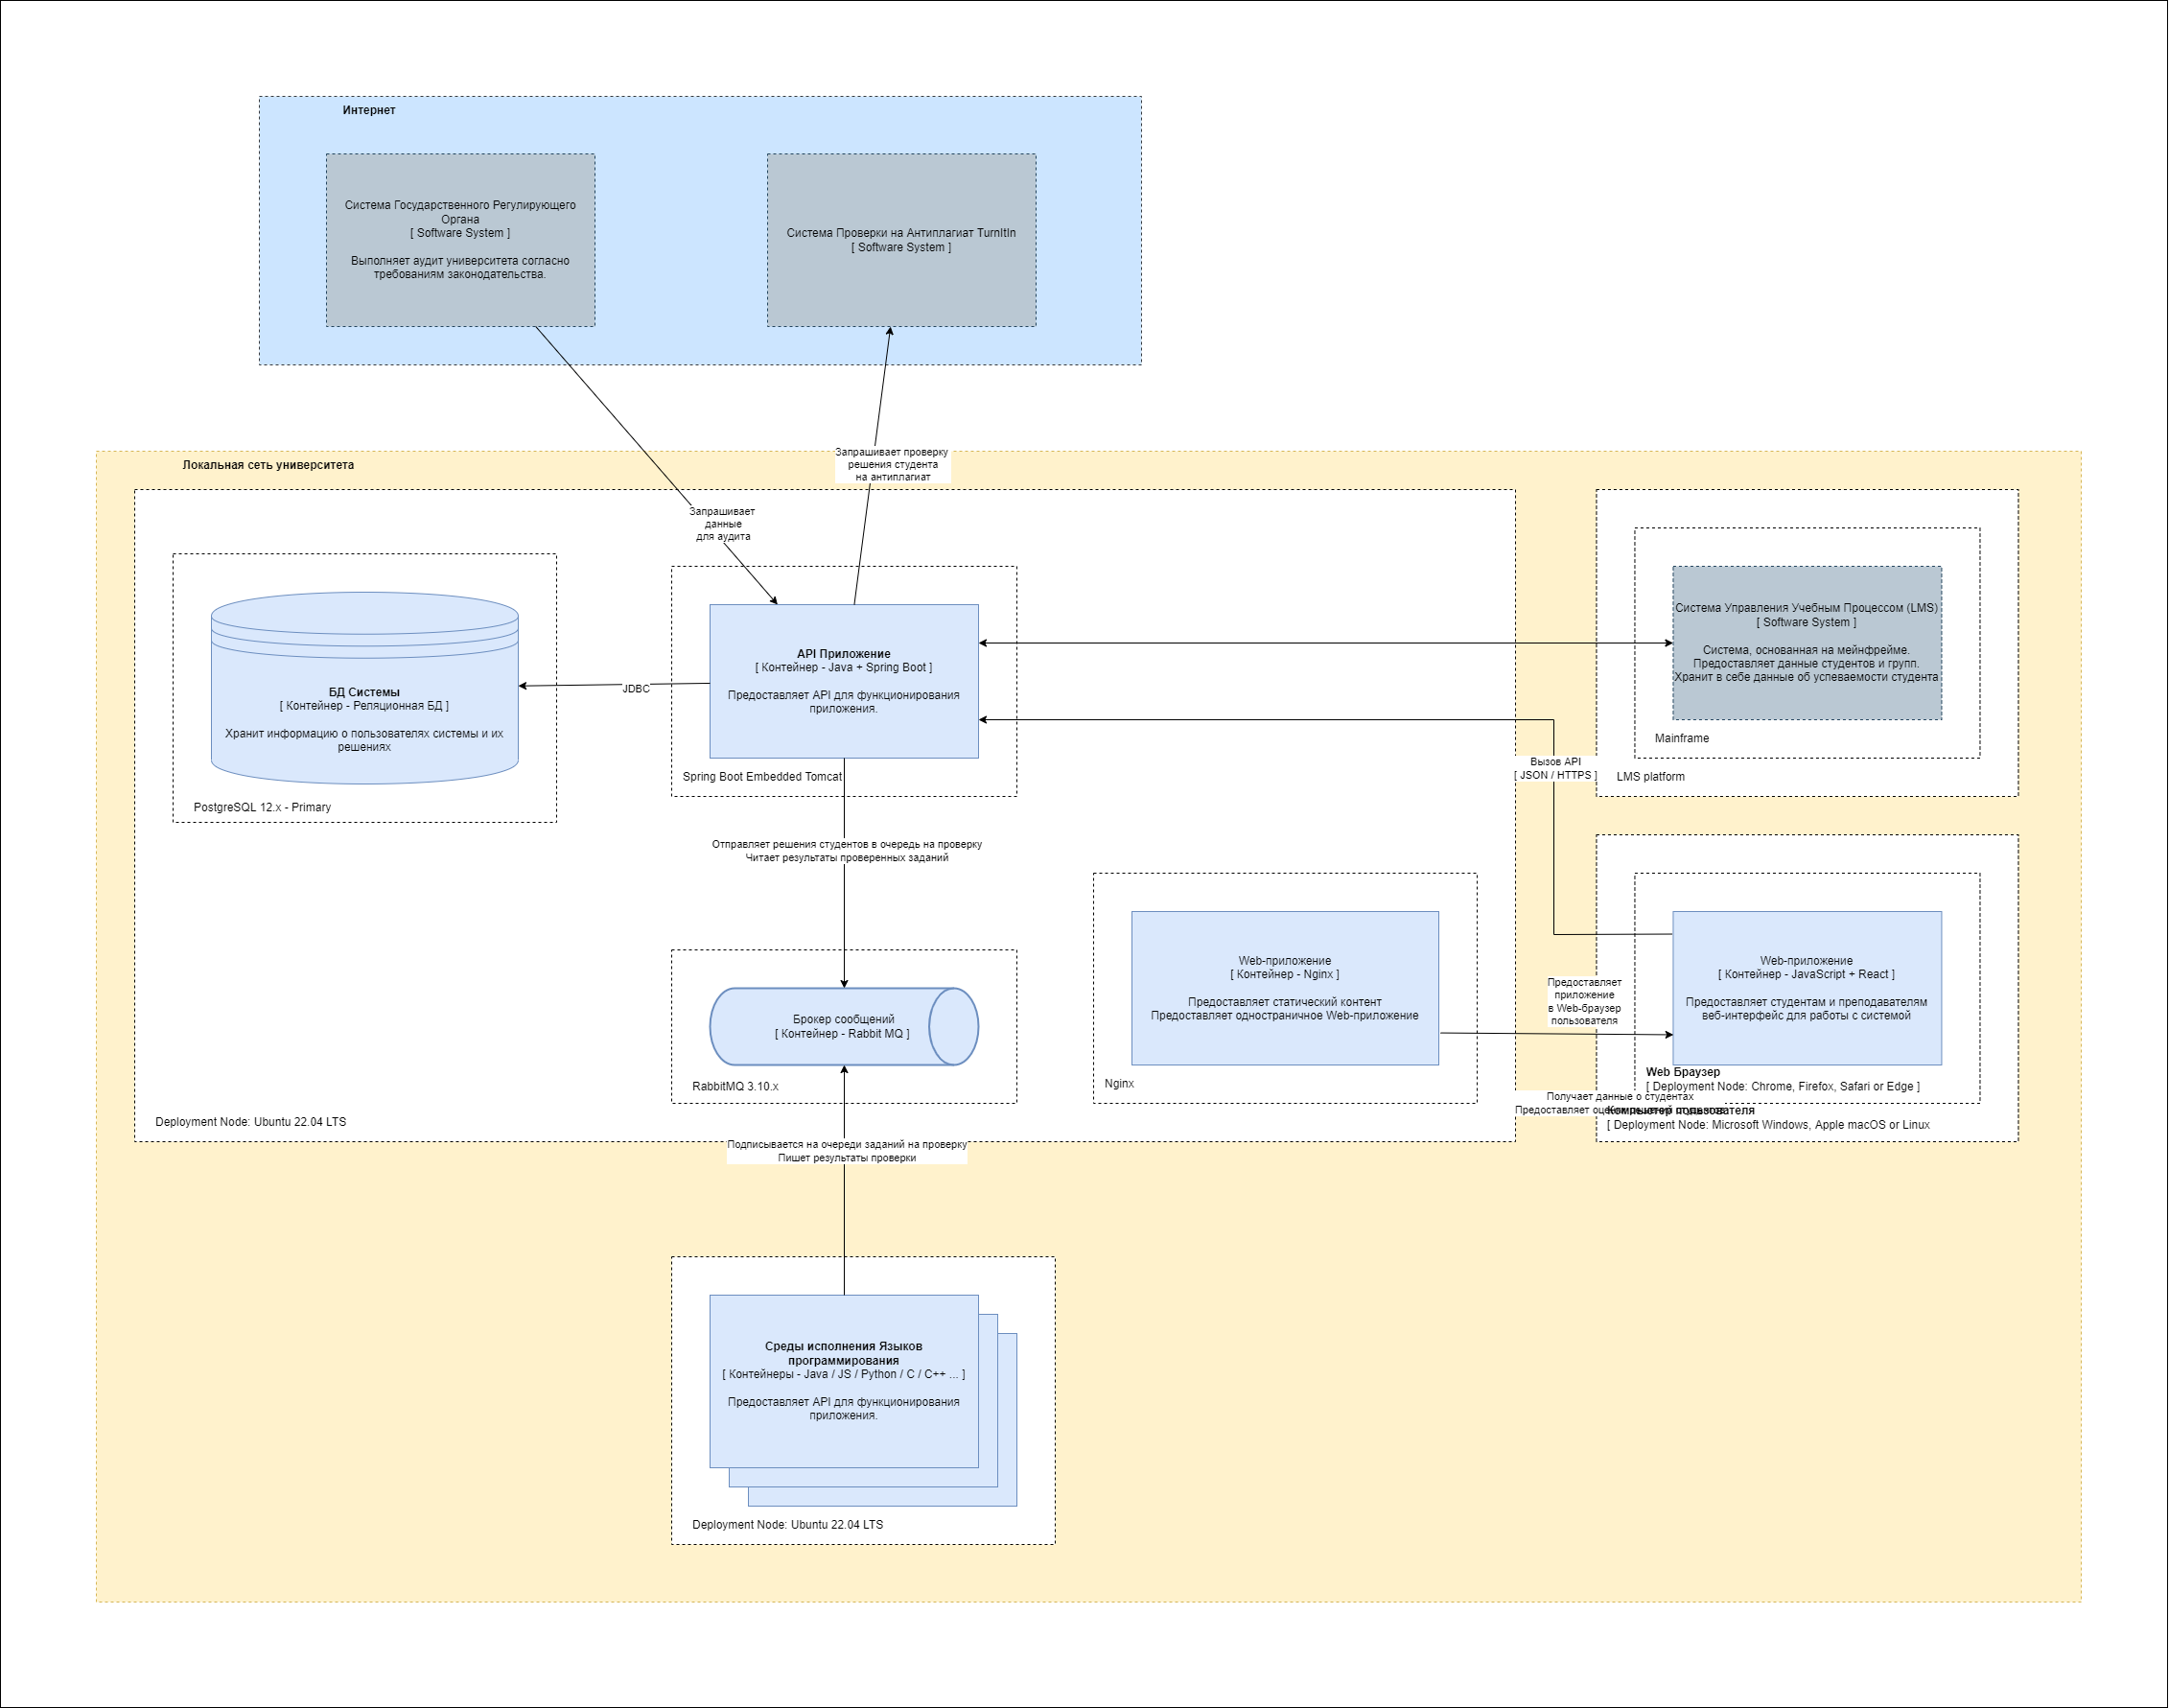 Интернет
Система Государственного Регулирующего
Органа
[ Software System ]
Выполняет аудит университета согласно
требованиям законодательства.
Система Проверки на Антиплагиат TurnItIn
[ Software System ]
Запрашивает проверку
решения студента
на антиплагиат
Локальная сеть университета
Запрашивает
данные
для аудита
БД Системы
[ Контейнер - Реляционная БД ]
Хранит информацию о пользователях системы и их
решениях
PostgreSQL 12.x - Primary
JDBC
API Приложение
[ Контейнер - Java + Spring Boot ]
Предоставляет API для функционирования
приложения.
Spring Boot Embedded Tomcat
Система Управления Учебным Процессом (LMS)
[ Software System ]
Система, основанная на мейнфрейме.
Предоставляет данные студентов и групп.
Хранит в себе данные об успеваемости студента
Mainframe
LMS platform
Вызов API
[ JSON / HTTPS ]
Отправляет решения студентов в очередь на проверку
Читает результаты проверенных заданий
Брокер сообщений
[ Контейнер - Rabbit MQ ]
RabbitMQ 3.10.x
Web-приложение
[ Контейнер - Nginx ]
Предоставляет статический контент
Предоставляет одностраничное Web-приложение
Nginx
Предоставляет
приложение
в Web-браузер
пользователя
Web-приложение
[ Контейнер - JavaScript + React ]
Предоставляет студентам и преподавателям
веб-интерфейс для работы с системой
Web Браузер
[ Deployment Node: Chrome, Firefox, Safari or Edge ]
Получает данные о студентах
Предоставляет
Компьютер пользователя
[ Deployment Node: Microsoft Windows, Apple macOS or Linux
Deployment Node: Ubuntu 22.04 LTS
Подписывается на очереди заданий на проверку
Пишет результаты проверки
Среды исполнения Языков
программирования
[ Контейнеры - Java / JS / Python / C / C++ ... ]
Предоставляет API для функционирования
приложения.
Deployment Node: Ubuntu 22.04 LTS